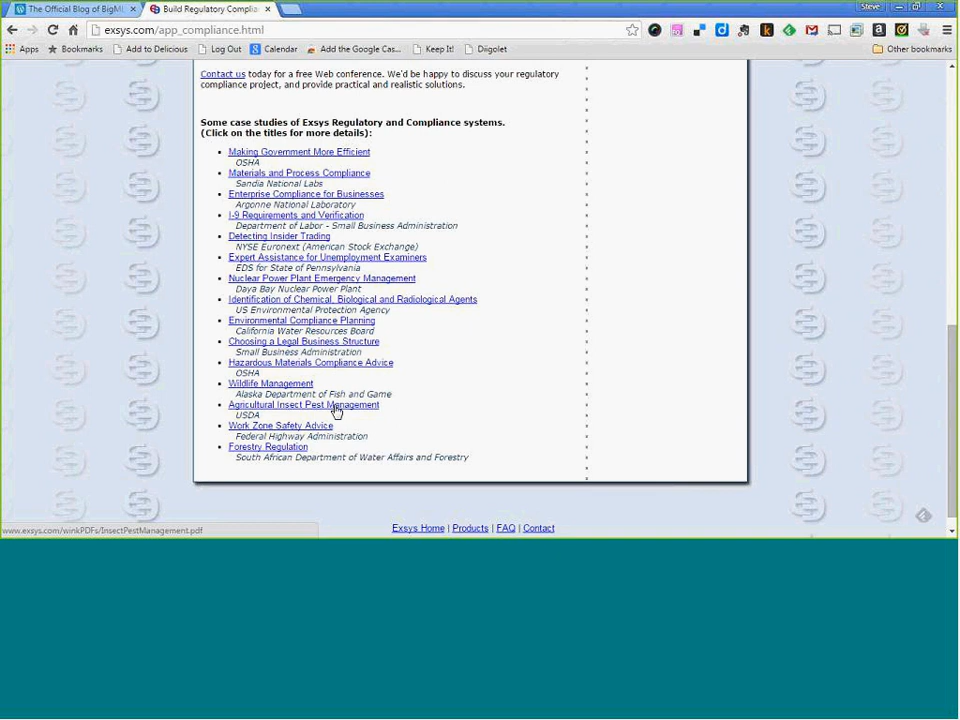 The Official Blog of BigML
Build Regulatory Complia
Steve
exsys.com/app_compliance.html
Apps
Bookmarks
Add to Delicious
Log Out
Calendar
Add the Google Cas...
Keep It!
Diigolet
Other bookmarks
Contact us today for a free Web conference. We'd be happy to discuss your regulatory
compliance project, and provide practical and realistic solutions.
Some case studies of Exsys Regulatory and Compliance systems.
(Click on the titles for more details):
Making Government More Efficient
OSHA
Materials and Process Compliance
Sandia National Labs
Enterprise Compliance for Businesses
Argonne National Laboratory
I-9 Requirements and Verification
Department of Labor - Small Business Administration
Detecting Insider Trading
NYSE Euronext (American Stock Exchange)
Expert Assistance for Unemployment Examiners
EDS for State of Pennsylvania
Nuclear Power Plant Emergency Management
Daya Bay Nuclear Power Plant
Identification of Chemical, Biological and Radiological Agents
US Environmental Protection Agency
Environmental Compliance Planning
California Water Resources Board
Choosing a Legal Business Structure
Small Business Administration
Hazardous Materials Compliance Advice
OSHA
Wildlife Management
Alaska Department of Fish and Game
Agricultural Insect Pest Management
USDA
Work Zone Safety Advice
Federal Highway Administration
Forestry Regulation
South African Department of Water Affairs and Forestry
Exsys Home | Products | FAQ | Contact
www.exsys.com/winkPDFs/InsectPestManagement.pdf